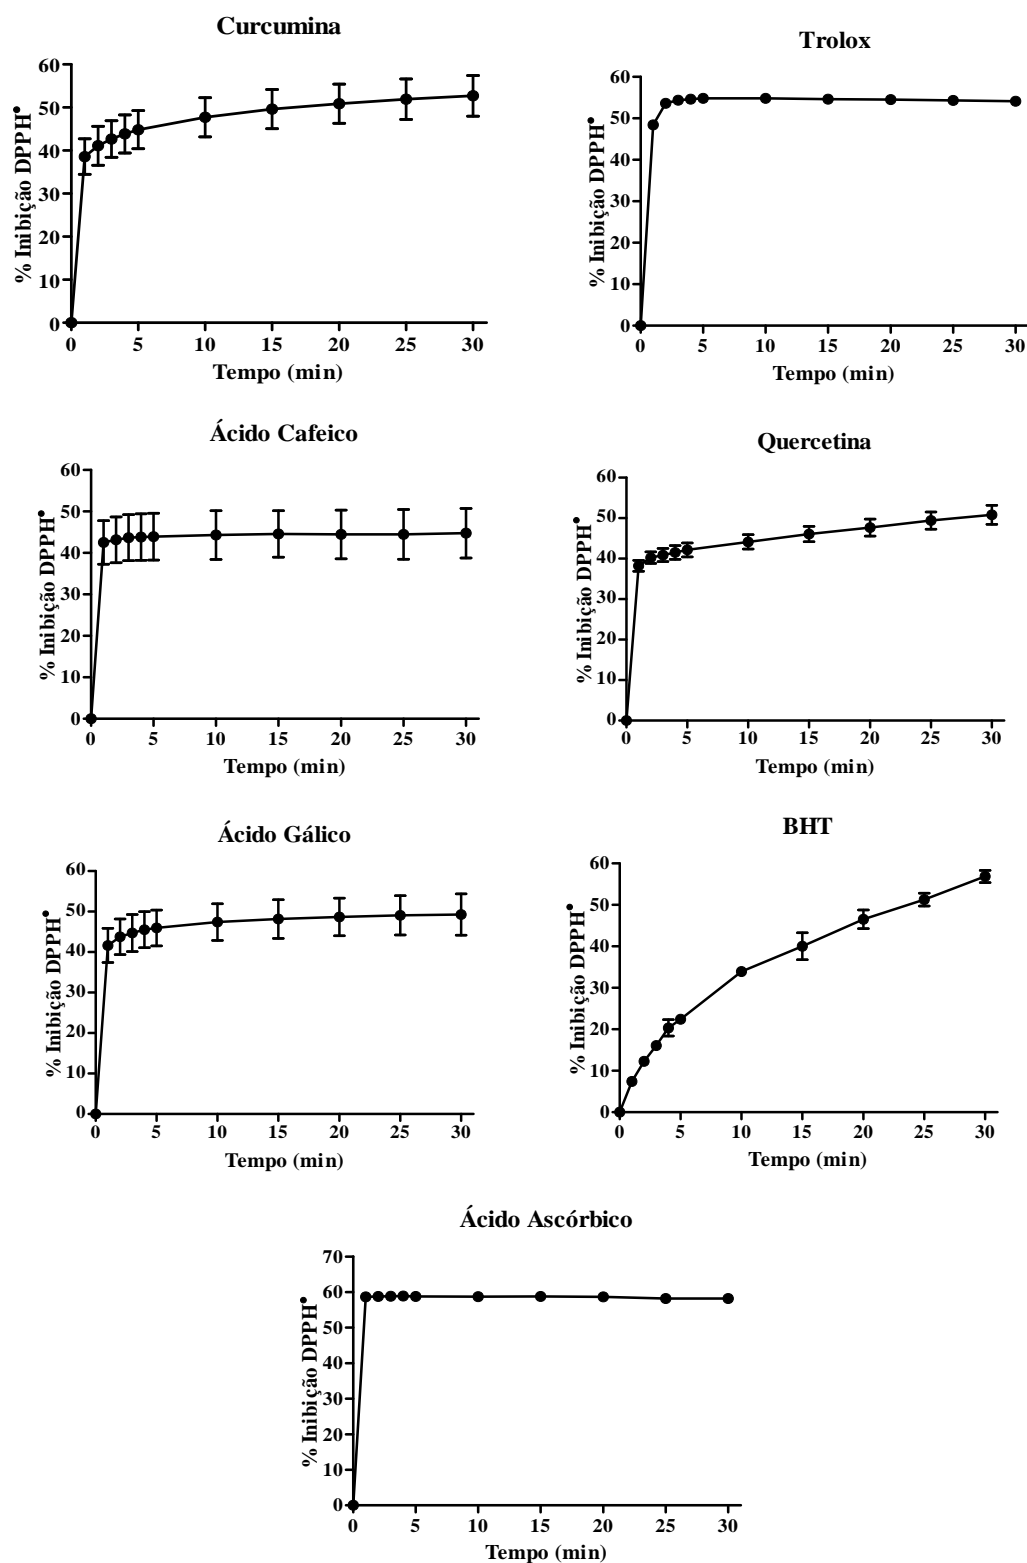 Curcumina
% Inibição DPPH•
60
50
40
30
20
10
0
0 5 10 15 20 25 30
Tempo (min)
Trolox
% Inibição DPPH•
60
50
40
30
20
10
0
0 5 10 15 20 25 30
Tempo (min)
Ácido Cafeico
% Inibição DPPH•
60
50
40
30
20
10
0
0 5 10 15 20 25 30
Tempo (min)
Quercetina
% Inibição DPPH•
60
50
40
30
20
10
0
0 5 10 15 20 25 30
Tempo (min)
Ácido Gálico
% Inibição DPPH•
60
50
40
30
20
10
0
0 5 10 15 20 25 30
Tempo (min)
BHT
% Inibição DPPH•
60
50
40
30
20
10
0
0 5 10 15 20 25 30
Tempo (min)
Ácido Ascórbico
% Inibição DPPH•
70
60
50
40
30
20
10
0
0 5 10 15 20 25 30
Tempo (min)